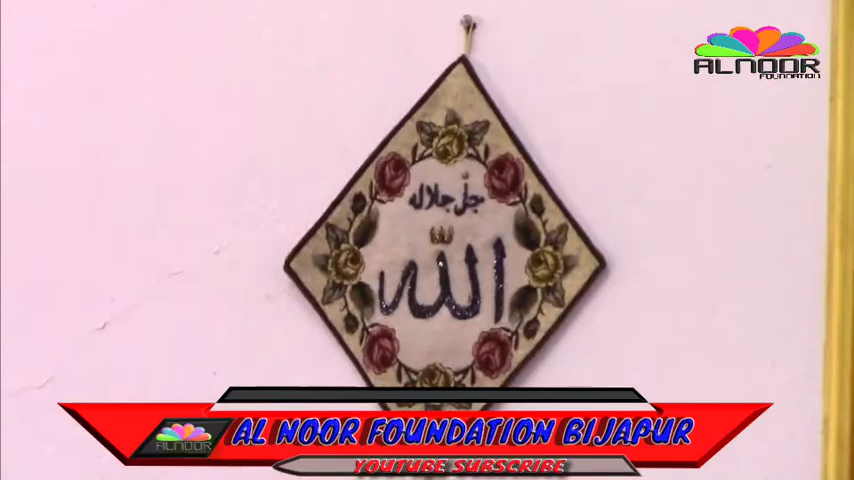 ALNOOR
FOUNDATION
جل جلاله
الله
AL NOOR FOUNDATION BIJAPUR
ALNOOR
YOUTUBE SUBSCRIBE